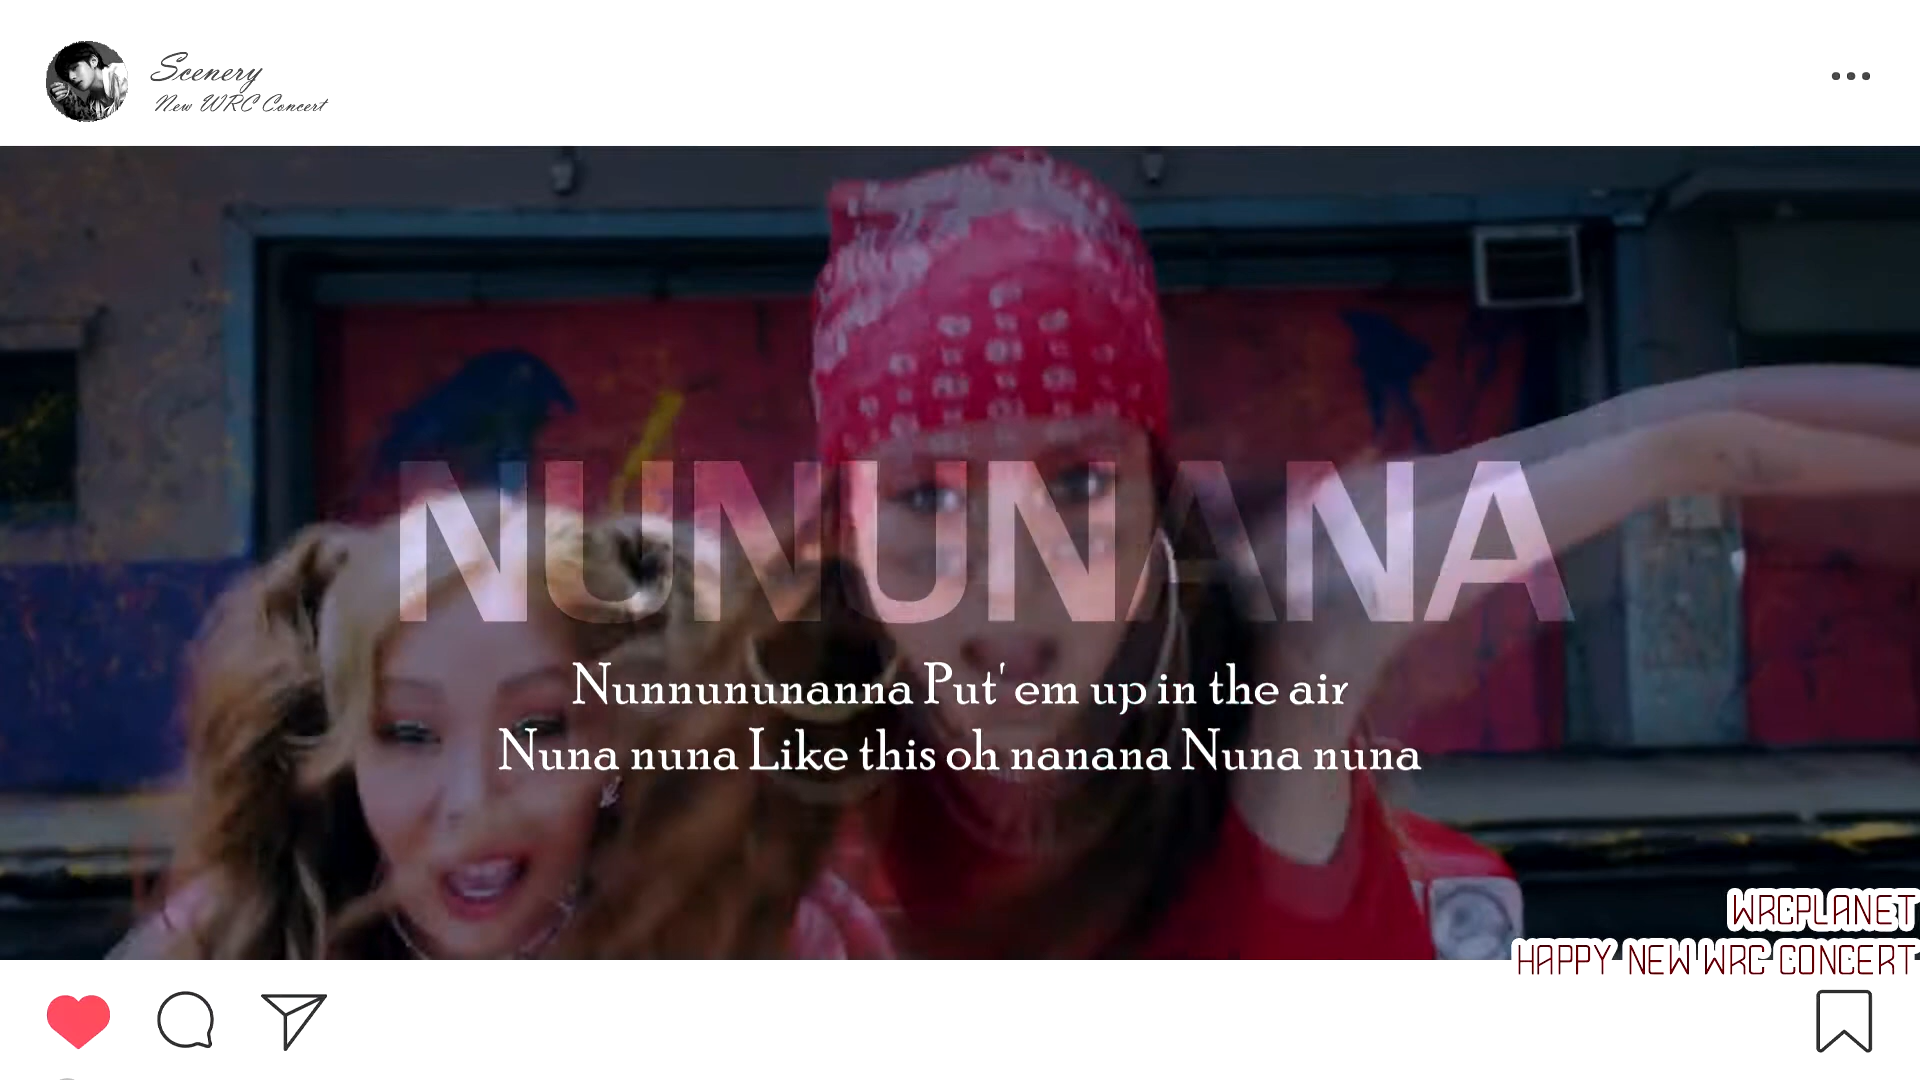 Scenery
New WRC Concert
NUNUNANA
Nunnununanna Put' em up in the air
Nuna nuna Like this oh nanana Nuna nuna
WRCPLANET
HAPPY NEW WRC CONCERT